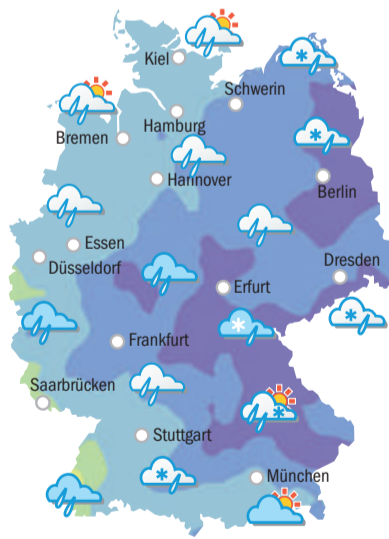 Kiel
Schwerin
Hamburg
Bremen
Hannover
Berlin
Essen
Düsseldorf
Dresden
Erfurt
Frankfurt
Saarbrücken
Stuttgart
München